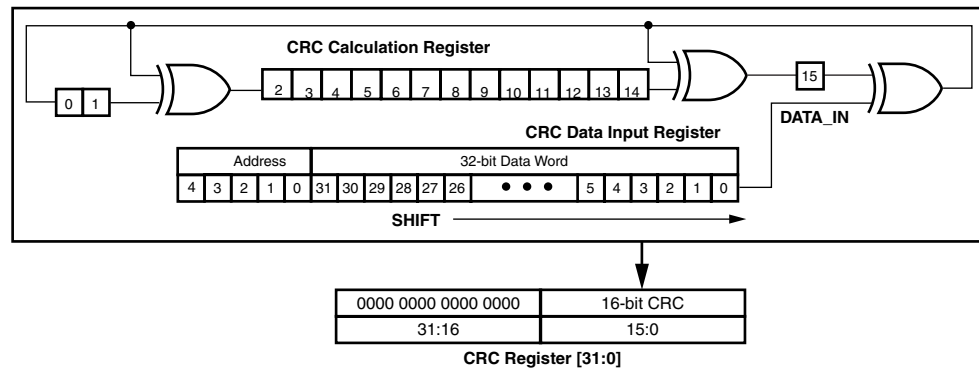 CRC Calculation Register
0 1
2 3 4 5 6 7 8 9 10 11 12 13 14
15
DATA_IN
CRC Data Input Register
Address 32-bit Data Word
4 3 2 1 0 31 30 29 28 27 26 • • • 5 4 3 2 1 0
SHIFT
0000 0000 0000 0000 16-bit CRC
31:16 15:0
CRC Register [31:0]